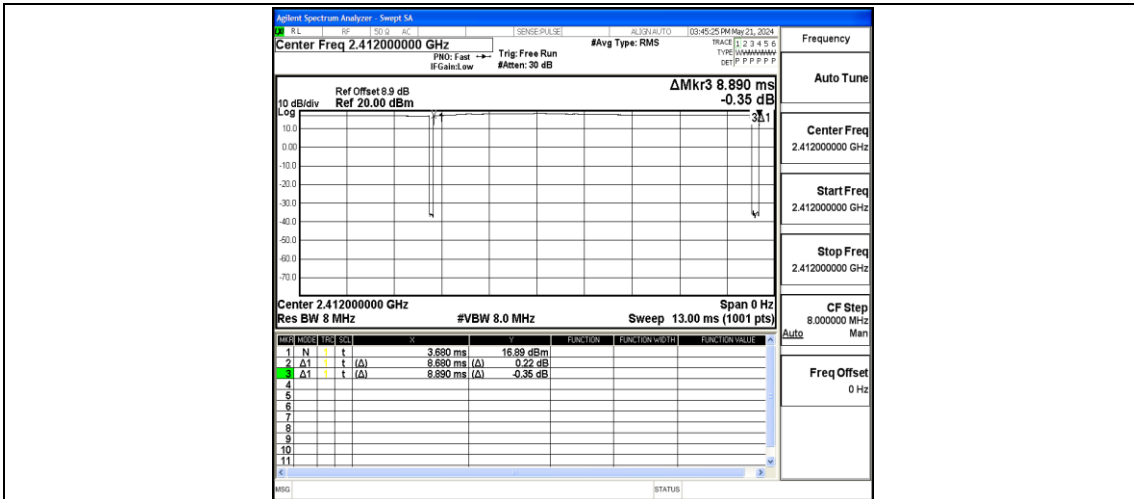 Agilent Spectrum Analyzer - Swept SA
RL RF 50 Ω AC SENSE:PULSE ALIGN AUTO 03:45:25 PM May 21, 2024
Center Freq 2.412000000 GHz
#Avg Type: RMS
TRACE 1 2 3 4 5 6
TYPE WWWWWW
DET P P P P P P
PNO: Fast
IFGain:Low
Trig: Free Run
#Atten: 30 dB
ΔMkr3 8.890 ms
-0.35 dB
Ref Offset 8.9 dB
10 dB/div Ref 20.00 dBm
Log
3Δ1
10.0
0.00
-10.0
-20.0
-30.0
-40.0
-50.0
-60.0
-70.0
Center 2.412000000 GHz Span 0 Hz
Res BW 8 MHz #VBW 8.0 MHz Sweep 13.00 ms (1001 pts)
MKR MODE TRC SCL X Y FUNCTION FUNCTION WIDTH FUNCTION VALUE
1 N 1 t 3.680 ms 16.89 dBm
2 Δ1 1 t (Δ) 8.680 ms (Δ) 0.22 dB
3 Δ1 1 t (Δ) 8.890 ms (Δ) -0.35 dB
4
5
6
7
8
9
10
11
MSG STATUS
Frequency
Auto Tune
Center Freq
2.412000000 GHz
Start Freq
2.412000000 GHz
Stop Freq
2.412000000 GHz
CF Step
8.000000 MHz
Auto Man
Freq Offset
0 Hz